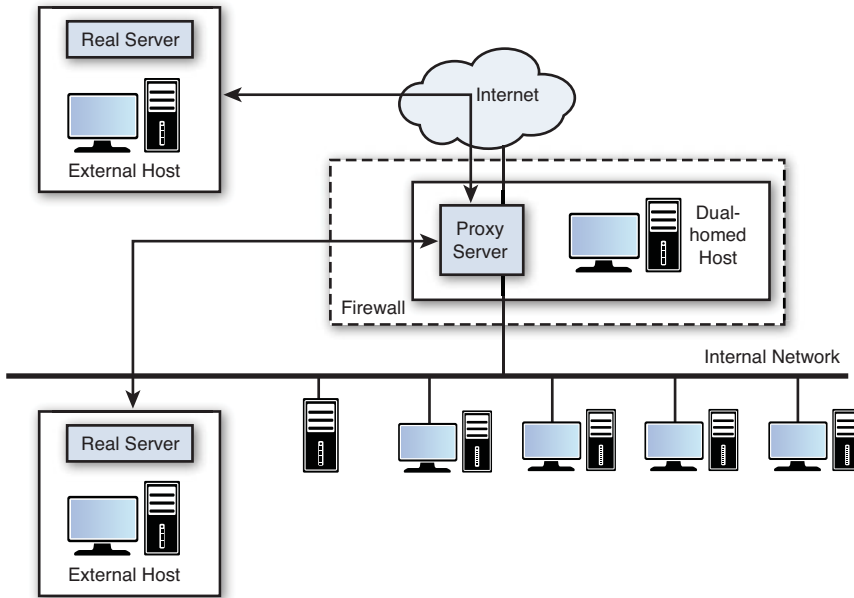 Real Server
External Host
Internet
Proxy
Server
Dual-
homed
Host
Firewall
Internal Network
Real Server
External Host